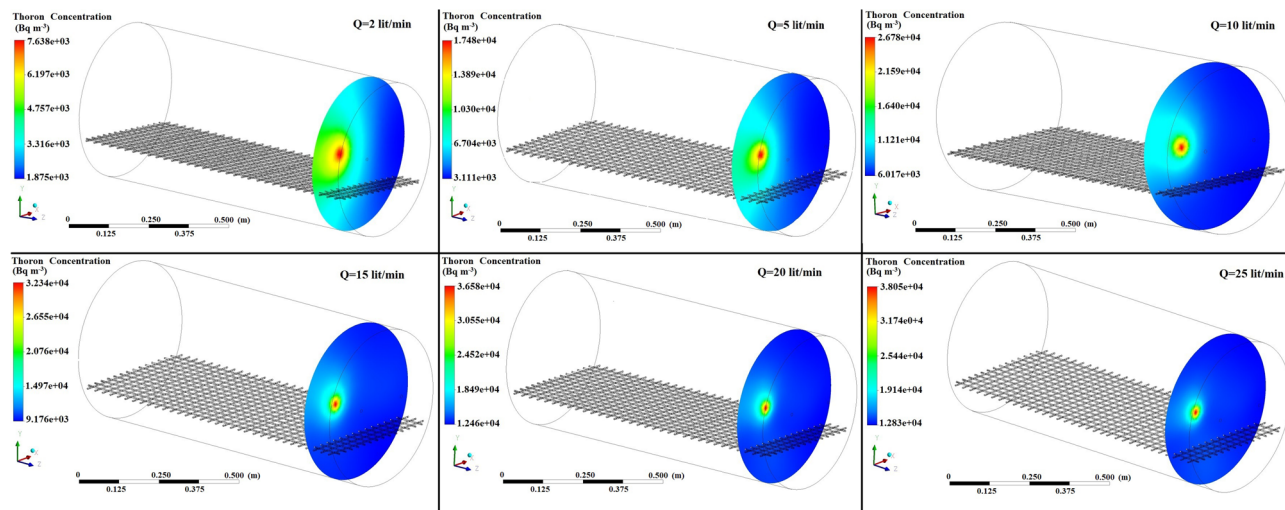 Thoron Concentration
(Bq m-3)
Q=2 lit/min
7.638e+03
6.197e+03
4.757e+03
3.316e+03
1.875e+03
Y
X
Z
0 0.250 0.500 (m)
0.125 0.375
Thoron Concentration
(Bq m-3)
Q=5 lit/min
1.748e+04
1.389e+04
1.030e+04
6.704e+03
3.111e+03
Y
X
Z
0 0.250 0.500 (m)
0.125 0.375
Thoron Concentration
(Bq m-3)
Q=10 lit/min
2.678e+04
2.159e+04
1.640e+04
1.121e+04
6.017e+03
Y
X
Z
0 0.250 0.500 (m)
0.125 0.375
Thoron Concentration
(Bq m-3)
Q=15 lit/min
3.234e+04
2.655e+04
2.076e+04
1.497e+04
9.176e+03
Y
X
Z
0 0.250 0.500 (m)
0.125 0.375
Thoron Concentration
(Bq m-3)
Q=20 lit/min
3.658e+04
3.055e+04
2.452e+04
1.849e+04
1.246e+04
Y
X
Z
0 0.250 0.500 (m)
0.125 0.375
Thoron Concentration
(Bq m-3)
Q=25 lit/min
3.805e+04
3.174e0+4
2.544e+04
1.914e+04
1.283e+04
Y
X
Z
0 0.250 0.500 (m)
0.125 0.375